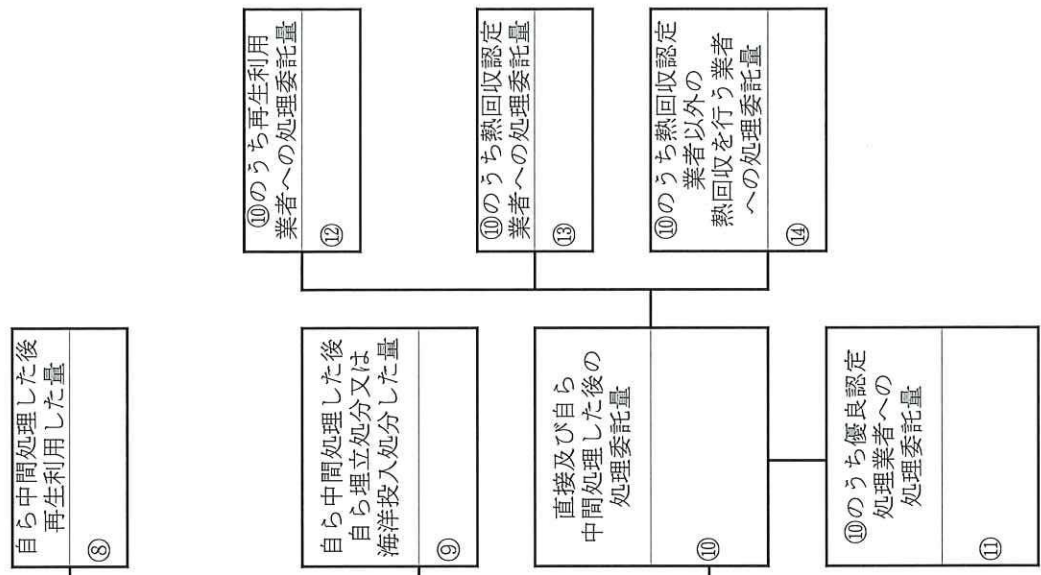 自ら中間処理した後
再生利用した量
⑧
自ら中間処理した後
自ら埋立処分又は
海洋投入処分した量
⑨
直接及び自ら
中間処理した後の
処理委託量
⑩
⑩のうち優良認定
処理業者への
処理委託量
⑪
⑩のうち再生利用
業者への処理委託量
⑫
⑩のうち熱回収認定
業者への処理委託量
⑬
⑩のうち熱回収認定
業者以外の
熱回収を行う業者
への処理委託量
⑭